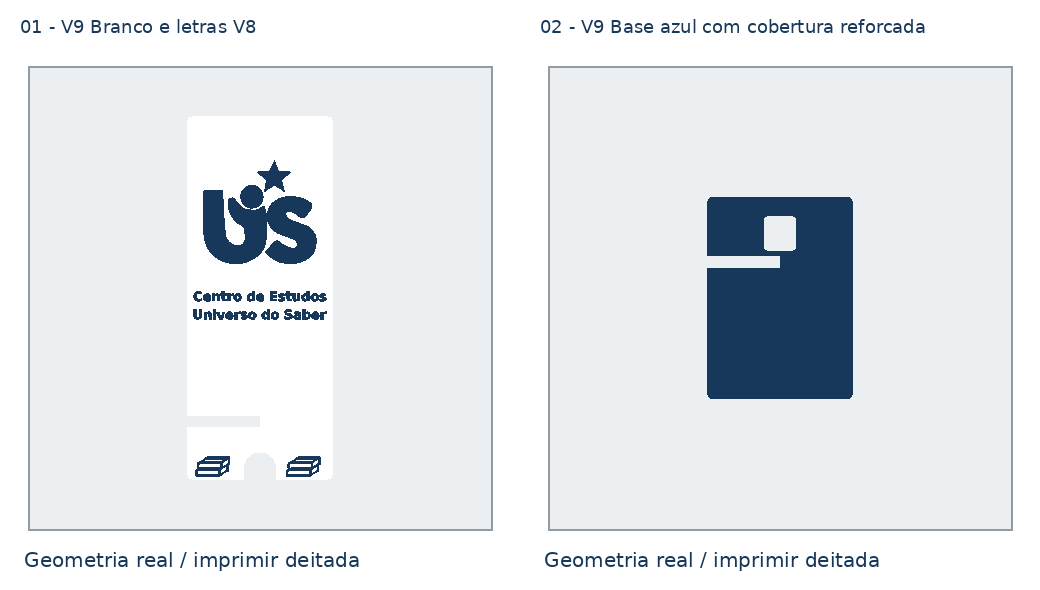 01 - V9 Branco e letras V8
02 - V9 Base azul com cobertura reforcada
US
Centro de Estudos
Universo do Saber
Geometria real / imprimir deitada
Geometria real / imprimir deitada